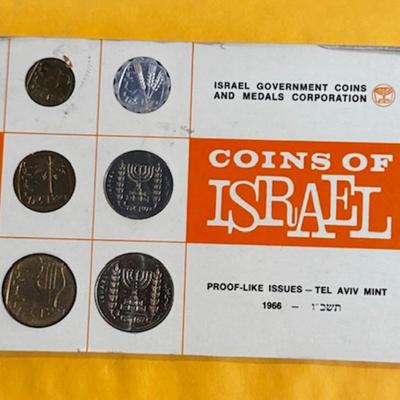 ISRAEL GOVERNMENT COINS
AND MEDALS CORPORATION
COINS OF
ISRAEL
PROOF-LIKE ISSUES — TEL AVIV MINT
1966 — תשכ"ו